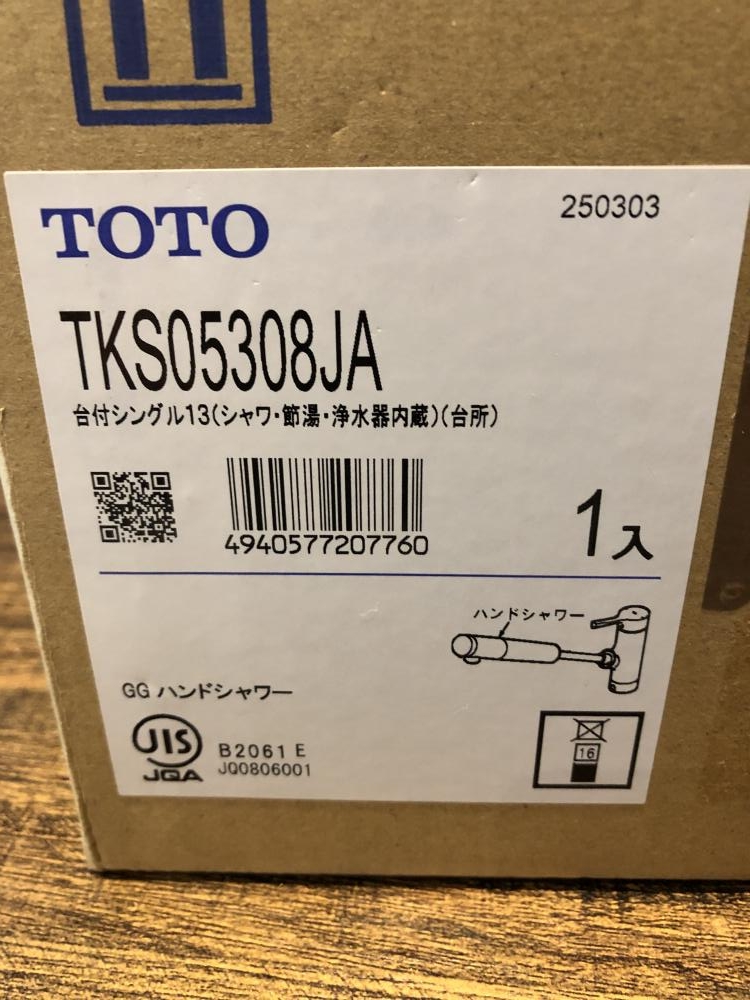 TOTO
250303
TKS05308JA
台付シングル13(シャワ・節湯・浄水器内蔵)(台所)
4940577207760
1入
ハンドシャワー
GG ハンドシャワー
JIS
JQA
B2061 E
JQ0806001
16